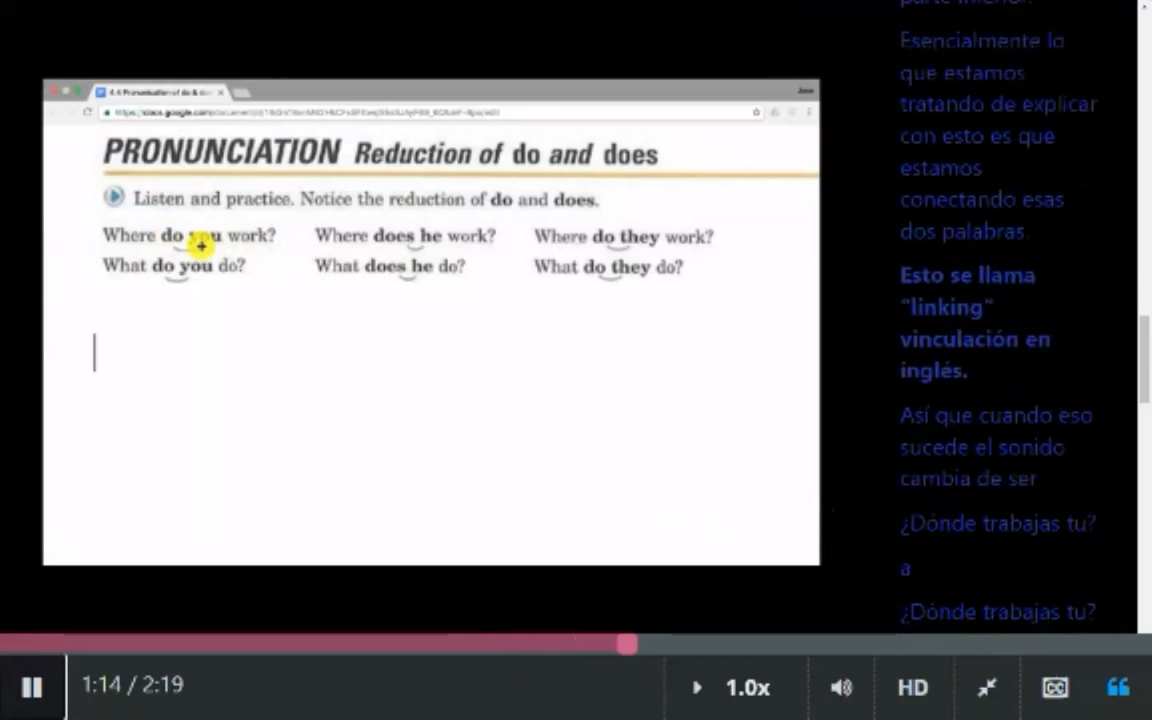 PRONUNCIATION Reduction of do and does
Listen and practice. Notice the reduction of do and does.
Where do you work? Where does he work? Where do they work?
What do you do? What does he do? What do they do?
parte inferior.
Esencialmente lo
que estamos
tratando de explicar
con esto es que
estamos
conectando esas
dos palabras.
Esto se llama
"linking"
vinculación en
inglés.
Así que cuando eso
sucede el sonido
cambia de ser
¿Dónde trabajas tu?
a
¿Dónde trabajas tu?
1:14 / 2:19
1.0x
HD
CC